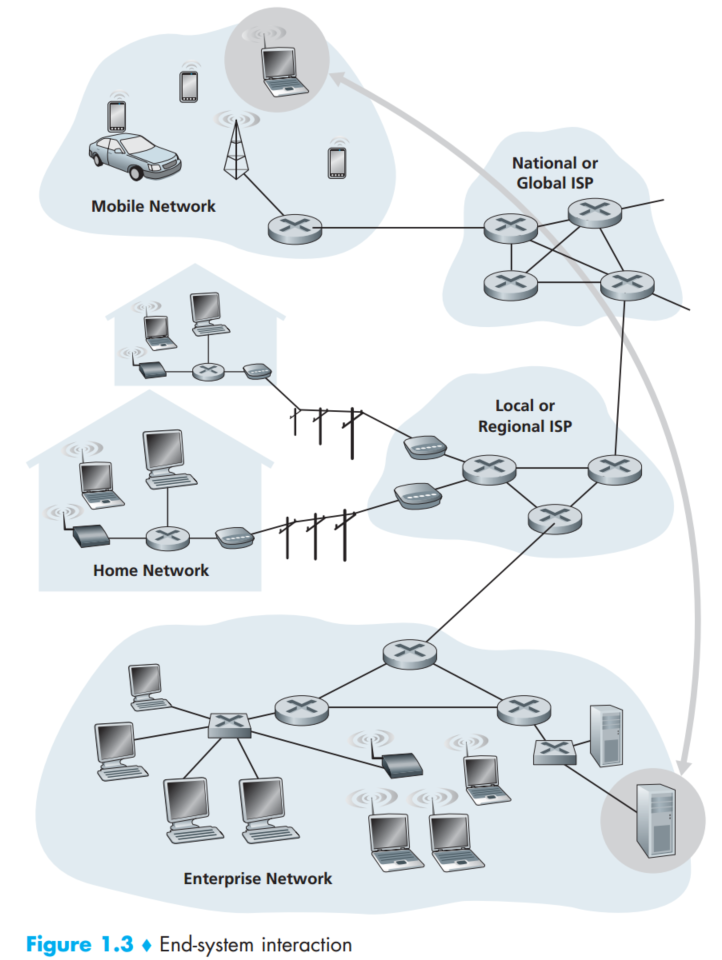 National or
Global ISP
Mobile Network
Local or
Regional ISP
Home Network
Enterprise Network
Figure 1.3 ♦ End-system interaction